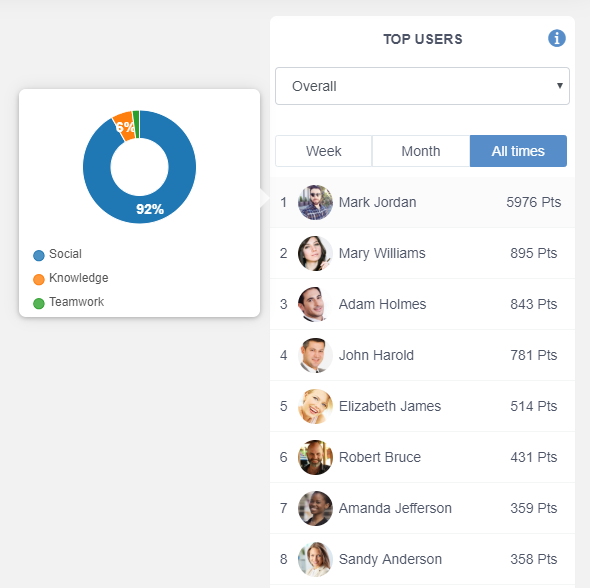 TOP USERS
Overall
Week Month All times
6%
92%
Social
Knowledge
Teamwork
1 Mark Jordan 5976 Pts
2 Mary Williams 895 Pts
3 Adam Holmes 843 Pts
4 John Harold 781 Pts
5 Elizabeth James 514 Pts
6 Robert Bruce 431 Pts
7 Amanda Jefferson 359 Pts
8 Sandy Anderson 358 Pts